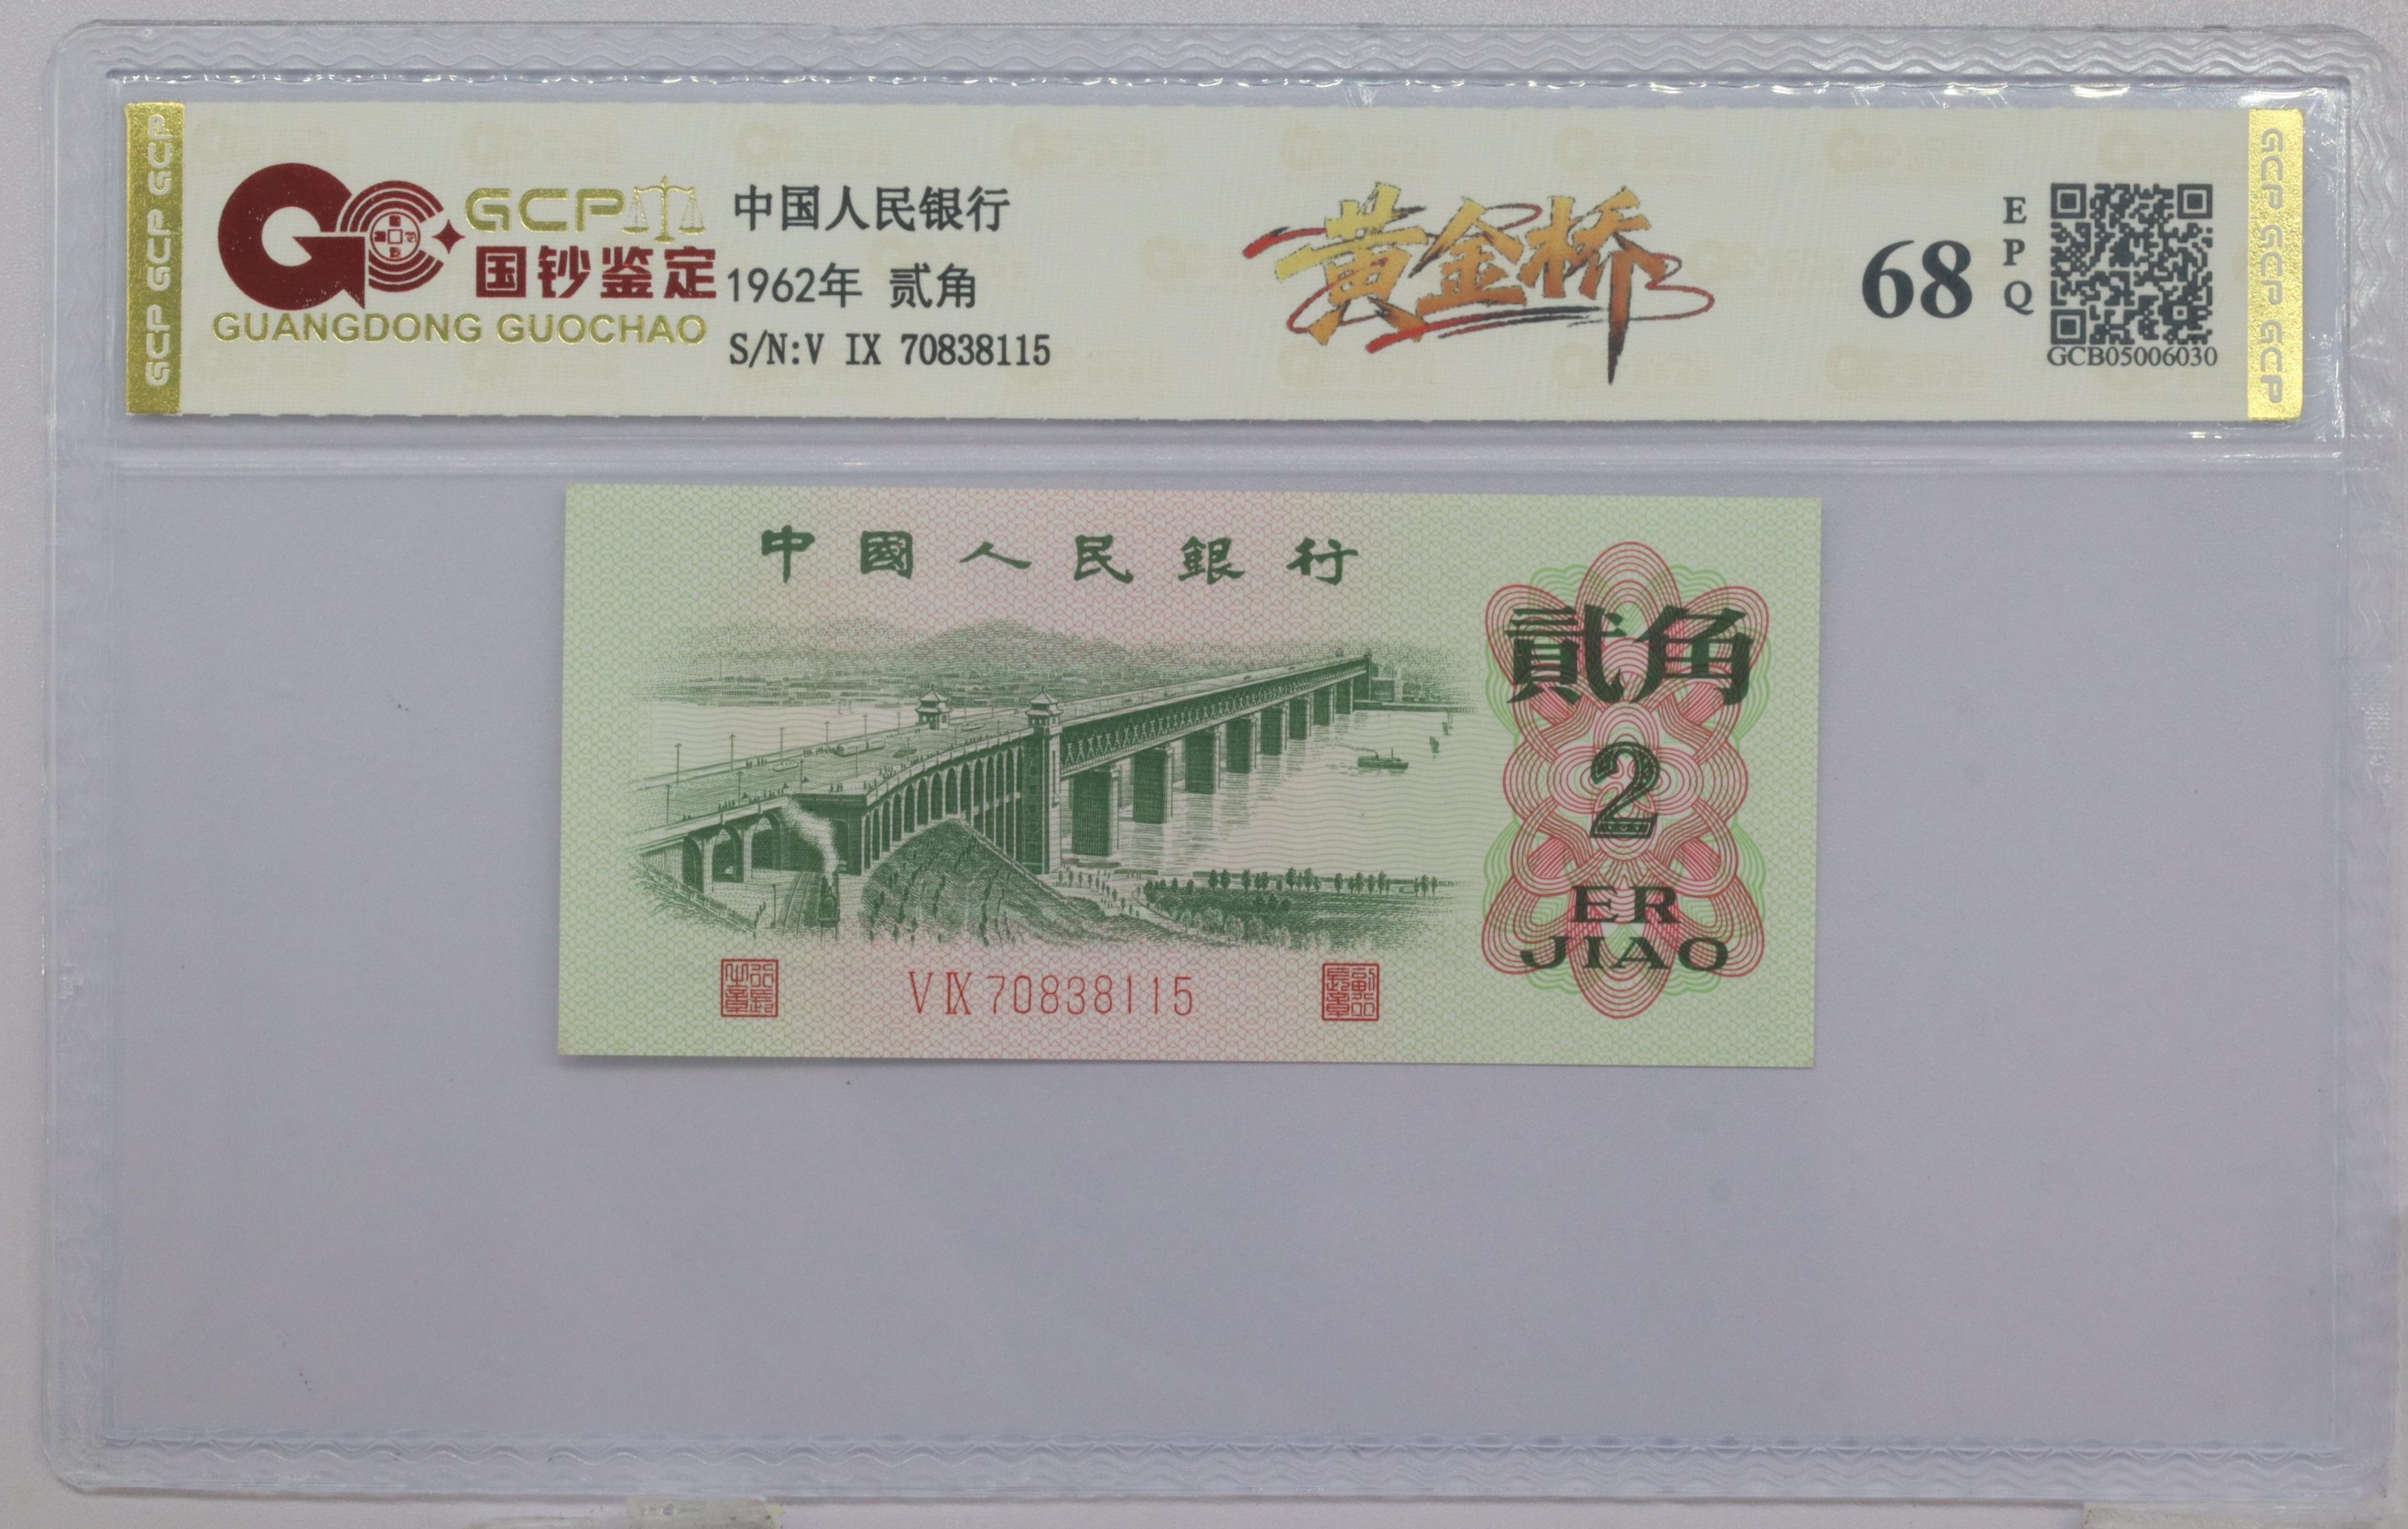 GCP GCP GCP
GCP
国钞鉴定
GUANGDONG GUOCHAO
中国人民银行
1962年 贰角
S/N:V IX 70838115
黄金桥
68
EPQ
GCB05006030
GCP GCP GCP
中國人民銀行
貳角
2
ER
JIAO
V IX 70838115